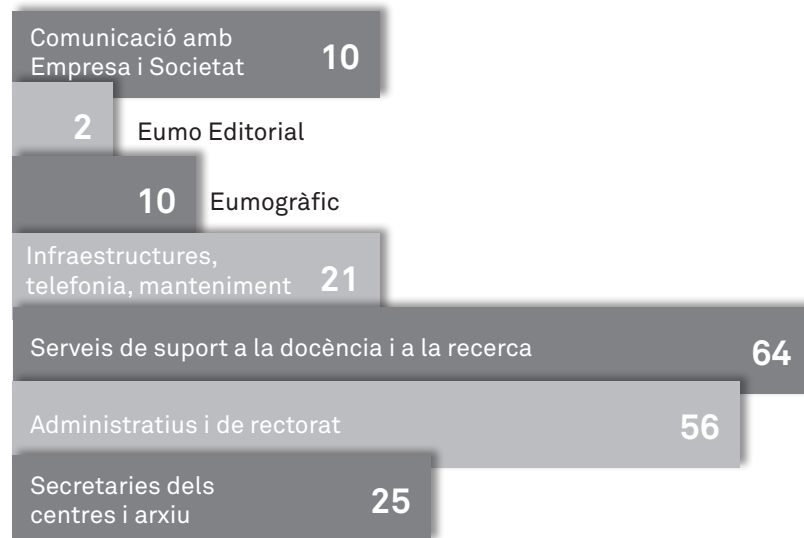 Comunicació amb
Empresa i Societat
10
2
Eumo Editorial
10
Eumogràfic
Infraestructures,
telefonia, manteniment
21
Serveis de suport a la docència i a la recerca
64
Administratius i de rectorat
56
Secretaries dels
centres i arxiu
25